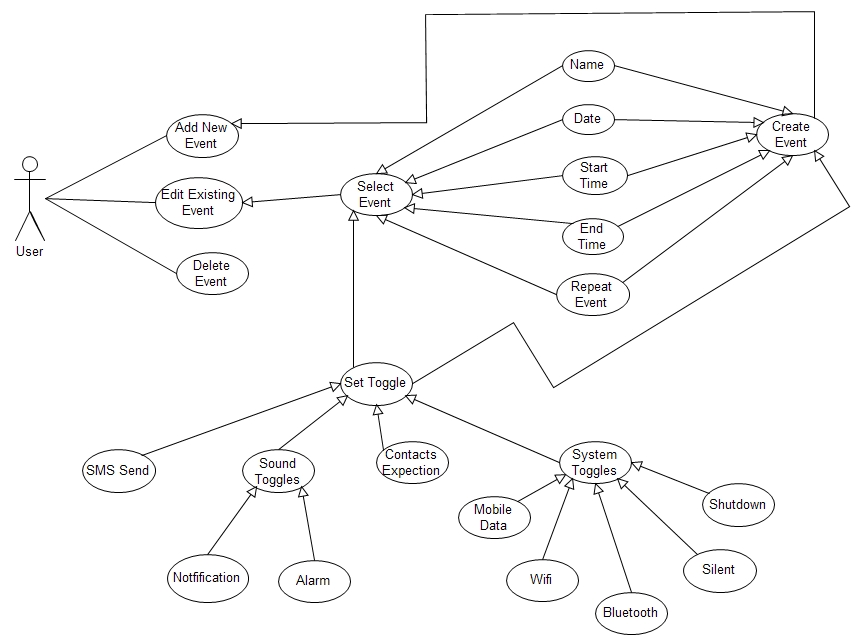 Name
Date
Add New
Event
Create
Event
Start
Time
Edit Existing
Event
Select
Event
User
End
Time
Delete
Event
Repeat
Event
Set Toggle
SMS Send
Sound
Toggles
Contacts
Expection
System
Toggles
Mobile
Data
Shutdown
Notfification
Alarm
Wifi
Silent
Bluetooth